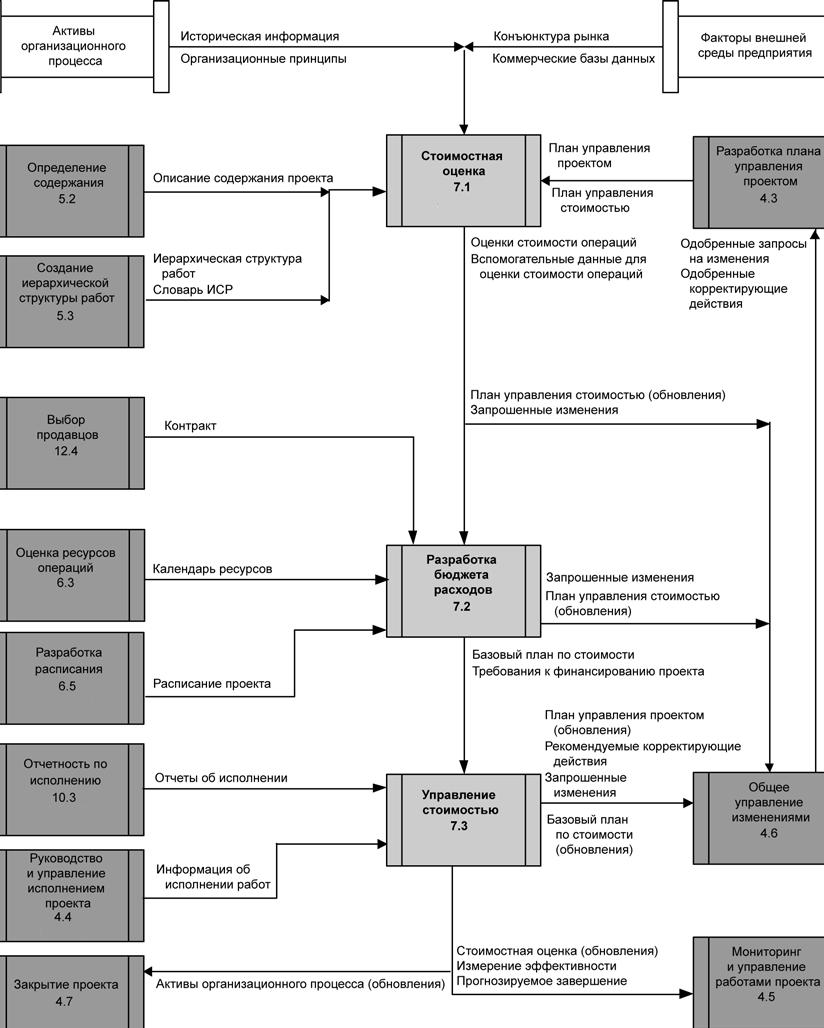 Активы
организационного
процесса
Историческая информация
Организационные принципы
Конъюнктура рынка
Коммерческие базы данных
Факторы внешней
среды предприятия
Определение
содержания
5.2
Описание содержания проекта
Стоимостная
оценка
7.1
План управления
проектом
План управления
стоимостью
Разработка плана
управления
проектом
4.3
Создание
иерархической
структуры работ
5.3
Иерархическая структура
работ
Словарь ИСР
Оценки стоимости операций
Вспомогательные данные для
оценки стоимости операций
Одобренные запросы
на изменения
Одобренные
корректирующие
действия
План управления стоимостью (обновления)
Запрошенные изменения
Выбор
продавцов
12.4
Контракт
Оценка ресурсов
операций
6.3
Календарь ресурсов
Разработка
бюджета
расходов
7.2
Запрошенные изменения
План управления стоимостью
(обновления)
Разработка
расписания
6.5
Расписание проекта
Базовый план по стоимости
Требования к финансированию проекта
План управления проектом
(обновления)
Рекомендуемые корректирующие
действия
Запрошенные
изменения
Базовый план
по стоимости
(обновления)
Отчетность по
исполнению
10.3
Отчеты об исполнении
Управление
стоимостью
7.3
Общее
управление
изменениями
4.6
Руководство
и управление
исполнением
проекта
4.4
Информация об
исполнении работ
Закрытие проекта
4.7
Активы организационного процесса (обновления)
Стоимостная оценка (обновления)
Измерение эффективности
Прогнозируемое завершение
Мониторинг
и управление
работами проекта
4.5